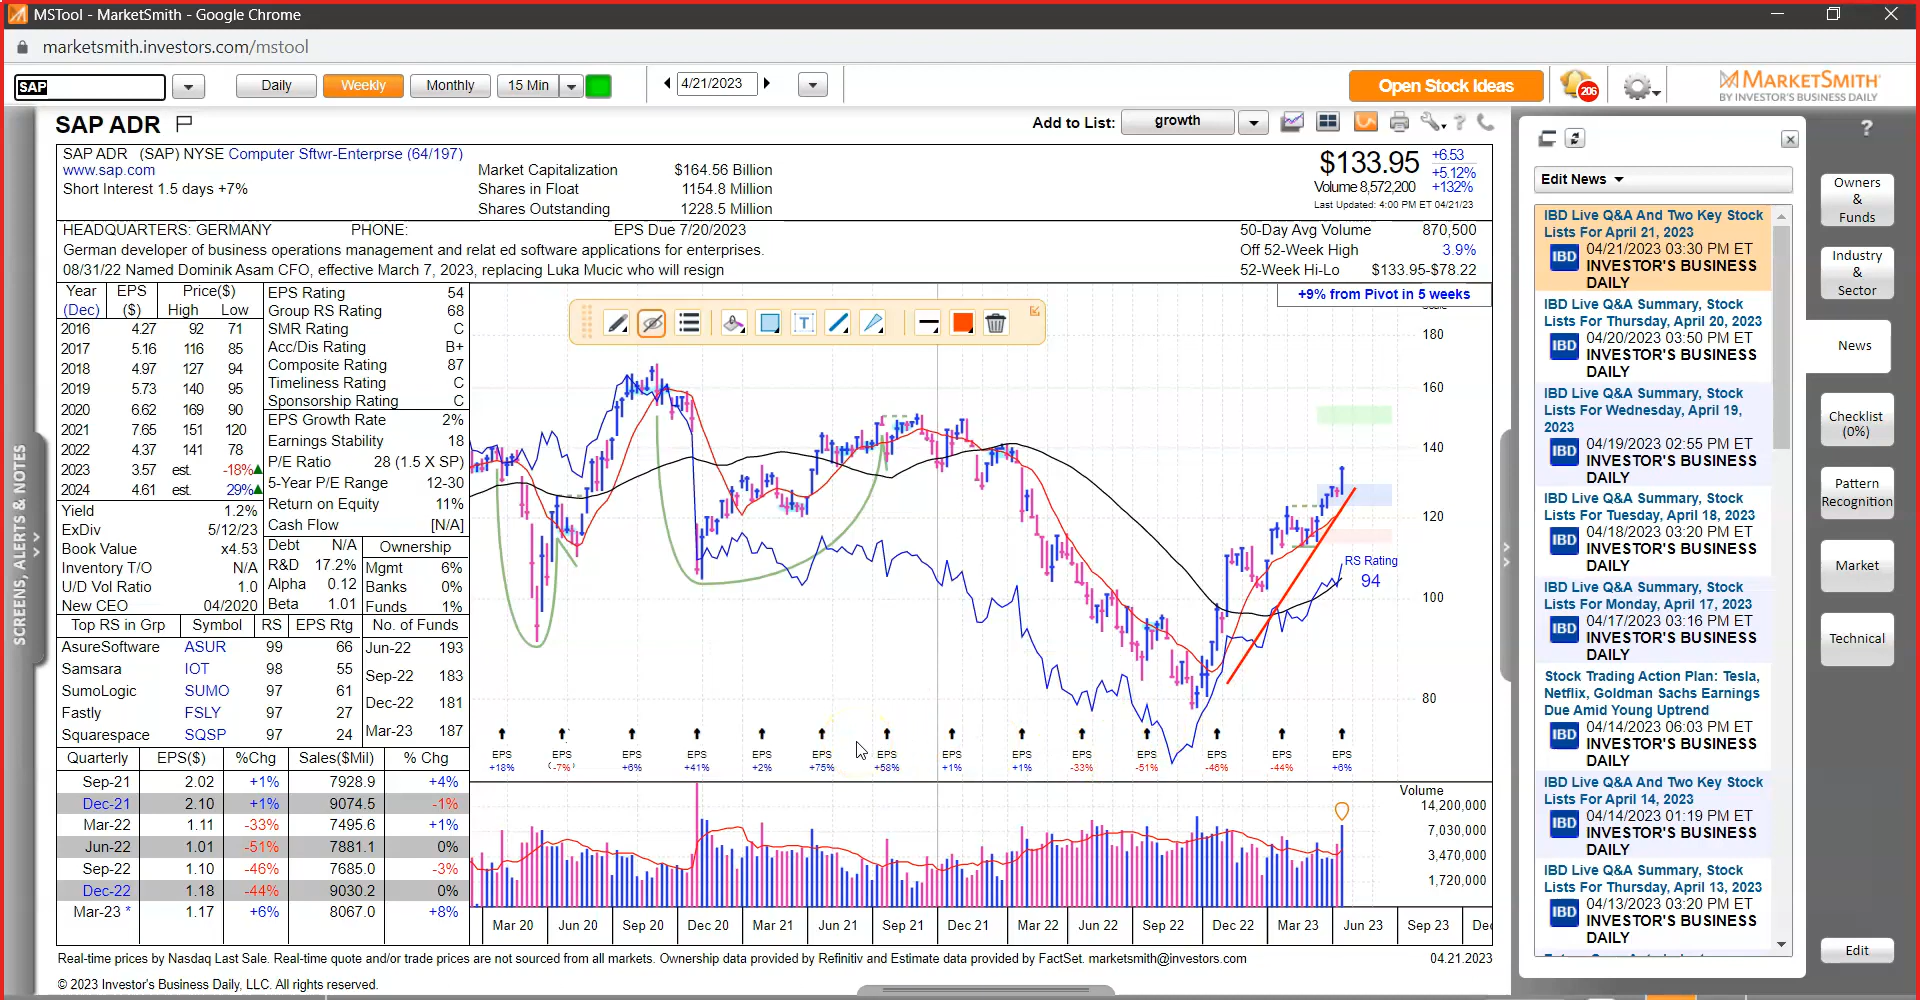 MSTool - MarketSmith - Google Chrome
marketsmith.investors.com/mstool
SAP
Daily
Weekly
Monthly
15 Min
4/21/2023
Open Stock Ideas
206
MARKETSMITH
BY INVESTOR'S BUSINESS DAILY
SAP ADR
Add to List:
growth
SAP ADR (SAP) NYSE Computer Sftwr-Enterprse (64/197)
www.sap.com
Short Interest 1.5 days +7%
Market Capitalization $164.56 Billion
Shares in Float 1154.8 Million
Shares Outstanding 1228.5 Million
$133.95 +6.53
+5.12%
Volume 8,572,200 +132%
Last Updated: 4:00 PM ET 04/21/23
HEADQUARTERS: GERMANY PHONE: EPS Due 7/20/2023
German developer of business operations management and relat ed software applications for enterprises.
08/31/22 Named Dominik Asam CFO, effective March 7, 2023, replacing Luka Mucic who will resign
50-Day Avg Volume 870,500
Off 52-Week High 3.9%
52-Week Hi-Lo $133.95-$78.22
Year EPS Price($)
(Dec) ($) High Low
2016 4.27 92 71
2017 5.16 116 85
2018 4.97 127 94
2019 5.73 140 95
2020 6.62 169 90
2021 7.65 151 120
2022 4.37 141 78
2023 3.57 est. -18%
2024 4.61 est. 29%
Yield 1.2%
ExDiv 5/12/23
Book Value x4.53
Inventory T/O N/A
U/D Vol Ratio 1.0
New CEO 04/2020
EPS Rating 54
Group RS Rating 68
SMR Rating C
Acc/Dis Rating B+
Composite Rating 87
Timeliness Rating C
Sponsorship Rating C
EPS Growth Rate 2%
Earnings Stability 18
P/E Ratio 28 (1.5 X SP)
5-Year P/E Range 12-30
Return on Equity 11%
Cash Flow [N/A]
Debt N/A
R&D 17.2%
Alpha 0.12
Beta 1.01
Ownership
Mgmt 6%
Banks 0%
Funds 1%
Top RS in Grp Symbol RS EPS Rtg
AsureSoftware ASUR 99 66
Samsara IOT 98 55
SumoLogic SUMO 97 61
Fastly FSLY 97 27
Squarespace SQSP 97 24
No. of Funds
Jun-22 193
Sep-22 183
Dec-22 181
Mar-23 187
Quarterly EPS($) %Chg Sales($Mil) % Chg
Sep-21 2.02 +1% 7928.9 +4%
Dec-21 2.10 +1% 9074.5 -1%
Mar-22 1.11 -33% 7495.6 +1%
Jun-22 1.01 -51% 7881.1 0%
Sep-22 1.10 -46% 7685.0 -3%
Dec-22 1.18 -44% 9030.2 0%
Mar-23 * 1.17 +6% 8067.0 +8%
+9% from Pivot in 5 weeks
T
180
160
140
120
100
80
RS Rating
94
EPS EPS EPS EPS EPS EPS EPS EPS EPS EPS EPS EPS EPS EPS
+18% (-7%) +6% +41% +2% +75% +58% +1% +1% -33% -51% -46% -44% +6%
Volume
14,200,000
7,030,000
3,470,000
1,720,000
Mar 20 Jun 20 Sep 20 Dec 20 Mar 21 Jun 21 Sep 21 Dec 21 Mar 22 Jun 22 Sep 22 Dec 22 Mar 23 Jun 23 Sep 23
Real-time prices by Nasdaq Last Sale. Real-time quote and/or trade prices are not sourced from all markets. Ownership data provided by Refinitiv and Estimate data provided by FactSet. marketsmith@investors.com
04.21.2023
© 2023 Investor's Business Daily, LLC. All rights reserved.
SCREENS, ALERTS & NOTES
Edit News
IBD Live Q&A And Two Key Stock
Lists For April 21, 2023
IBD 04/21/2023 03:30 PM ET
INVESTOR'S BUSINESS
DAILY
IBD Live Q&A Summary, Stock
Lists For Thursday, April 20, 2023
IBD 04/20/2023 03:50 PM ET
INVESTOR'S BUSINESS
DAILY
IBD Live Q&A Summary, Stock
Lists For Wednesday, April 19,
2023
IBD 04/19/2023 02:55 PM ET
INVESTOR'S BUSINESS
DAILY
IBD Live Q&A Summary, Stock
Lists For Tuesday, April 18, 2023
IBD 04/18/2023 03:20 PM ET
INVESTOR'S BUSINESS
DAILY
IBD Live Q&A Summary, Stock
Lists For Monday, April 17, 2023
IBD 04/17/2023 03:16 PM ET
INVESTOR'S BUSINESS
DAILY
Stock Trading Action Plan: Tesla,
Netflix, Goldman Sachs Earnings
Due Amid Young Uptrend
IBD 04/14/2023 06:03 PM ET
INVESTOR'S BUSINESS
DAILY
IBD Live Q&A And Two Key Stock
Lists For April 14, 2023
IBD 04/14/2023 01:19 PM ET
INVESTOR'S BUSINESS
DAILY
IBD Live Q&A Summary, Stock
Lists For Thursday, April 13, 2023
IBD 04/13/2023 03:20 PM ET
INVESTOR'S BUSINESS
DAILY
?
Owners
&
Funds
Industry
&
Sector
News
Checklist
(0%)
Pattern
Recognition
Market
Technical
Edit